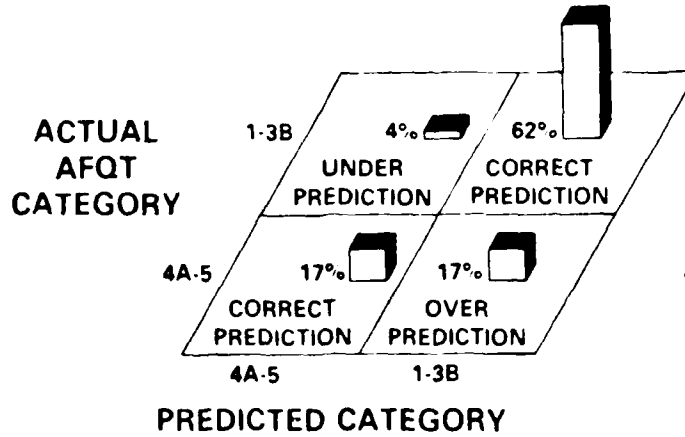 ACTUAL
AFQT
CATEGORY
1-3B
4%
62%
UNDER
PREDICTION
CORRECT
PREDICTION
4A-5
17%
17%
CORRECT
PREDICTION
OVER
PREDICTION
4A-5
1-3B
PREDICTED CATEGORY